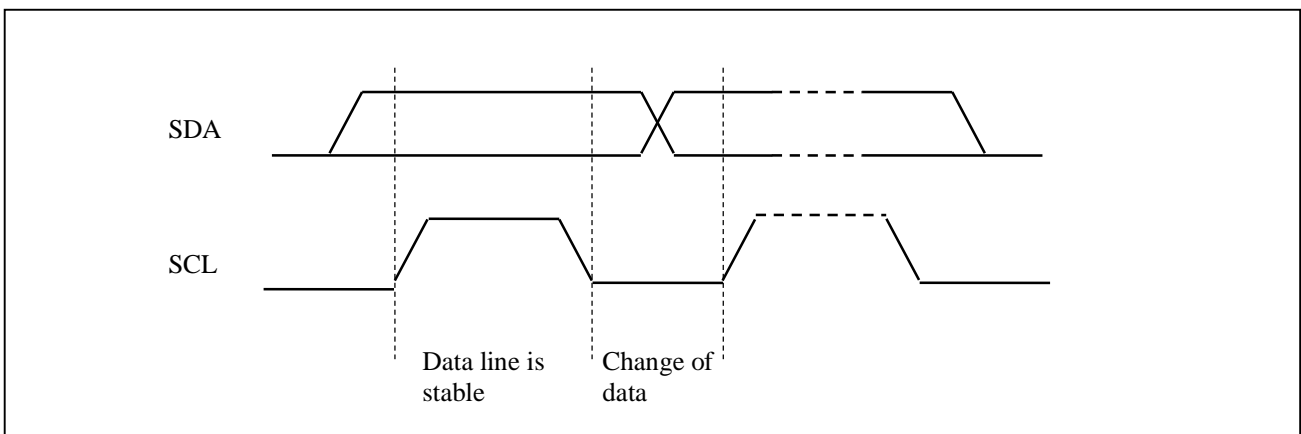 SDA
SCL
Data line is
stable
Change of
data